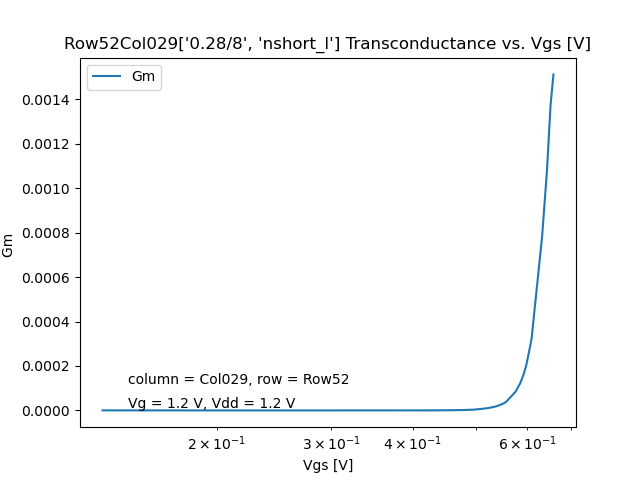 Row52Col029['0.28/8', 'nshort_l'] Transconductance vs. Vgs [V]
Gm
0.0014
0.0012
0.0010
0.0008
0.0006
0.0004
0.0002
0.0000
Gm
column = Col029, row = Row52
Vg = 1.2 V, Vdd = 1.2 V
2 × 10⁻¹ 3 × 10⁻¹ 4 × 10⁻¹ 6 × 10⁻¹
Vgs [V]